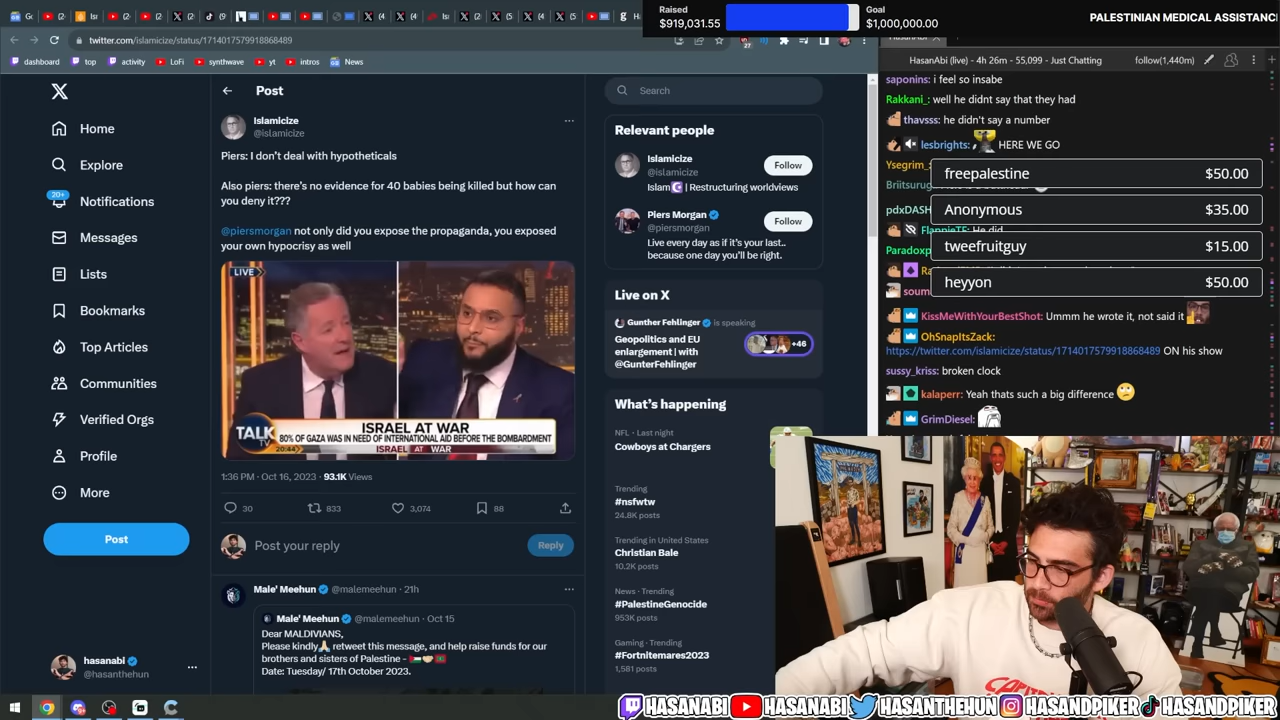 Raised
$919,031.55
Goal
$1,000,000.00
PALESTINIAN MEDICAL ASSISTANC
twitter.com/islamicize/status/1714017579918868489
dashboard
top
activity
LoFi
synthwave
yt
intros
News
Home
Explore
20+
Notifications
Messages
Lists
Bookmarks
Top Articles
Communities
Verified Orgs
Profile
More
Post
hasanabi
@hasanthehun
Post
Islamicize
@islamicize
Piers: I don't deal with hypotheticals
Also piers: there's no evidence for 40 babies being killed but how can
you deny it???
@piersmorgan not only did you expose the propaganda, you exposed
your own hypocrisy as well
LIVE
TALK
TV
20:44
ISRAEL AT WAR
80% OF GAZA WAS IN NEED OF INTERNATIONAL AID BEFORE THE BOMBARDMENT
ISRAEL AT WAR
1:36 PM · Oct 16, 2023 · 93.1K Views
30
833
3,074
88
Post your reply
Reply
Male' Meehun @malemeehun · 21h
Male' Meehun @malemeehun · Oct 15
Dear MALDIVIANS,
Please kindly🙏 retweet this message, and help raise funds for our
brothers and sisters of Palestine -
Date: Tuesday/ 17th October 2023.
Search
Relevant people
Islamicize
@islamicize
Follow
Islam☪ | Restructuring worldviews
Piers Morgan
@piersmorgan
Follow
Live every day as if it's your last..
because one day you'll be right.
Live on X
Gunther Fehlinger is speaking
Geopolitics and EU
enlargement | with
@GunterFehlinger
+46
What's happening
NFL · Last night
Cowboys at Chargers
Trending
#nsfwtw
24.8K posts
Trending in United States
Christian Bale
10.2K posts
News · Trending
#PalestineGenocide
953K posts
Gaming · Trending
#Fortnitemares2023
1,581 posts
HasanAbi (live) - 4h 26m - 55,099 - Just Chatting
follow(1,440m)
saponins: i feel so insabe
Rakkani_: well he didnt say that they had
thavsss: he didn't say a number
lesbrights: HERE WE GO
Ysegrim_
Briitsurug
pdxDASH
FlannieTF: He did
Paradoxp
soum
freepalestine $50.00
Anonymous $35.00
tweefruitguy $15.00
heyyon $50.00
KissMeWithYourBestShot: Ummm he wrote it, not said it
OhSnapItsZack:
https://twitter.com/islamicize/status/1714017579918868489 ON his show
sussy_kriss: broken clock
kalaperr: Yeah thats such a big difference
GrimDiesel:
HASANABI
HASANABI
HASANTHEHUN
HASANDPIKER
HASANDPIKER